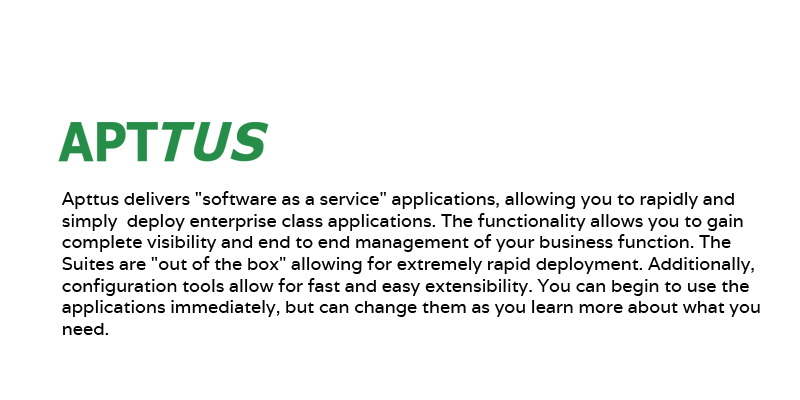 APTTUS
Apttus delivers "software as a service" applications, allowing you to rapidly and
simply  deploy enterprise class applications. The functionality allows you to gain
complete visibility and end to end management of your business function. The
Suites are "out of the box" allowing for extremely rapid deployment. Additionally,
configuration tools allow for fast and easy extensibility. You can begin to use the
applications immediately, but can change them as you learn more about what you
need.